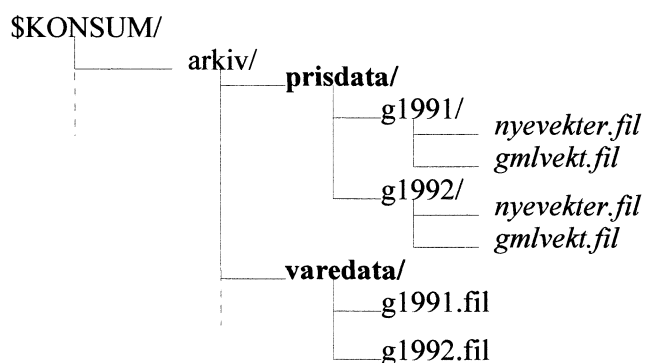 $KONSUM/
arkiv/
prisdata/
g1991/
nyevekter.fil
gmlvekt.fil
g1992/
nyevekter.fil
gmlvekt.fil
varedata/
g1991.fil
g1992.fil